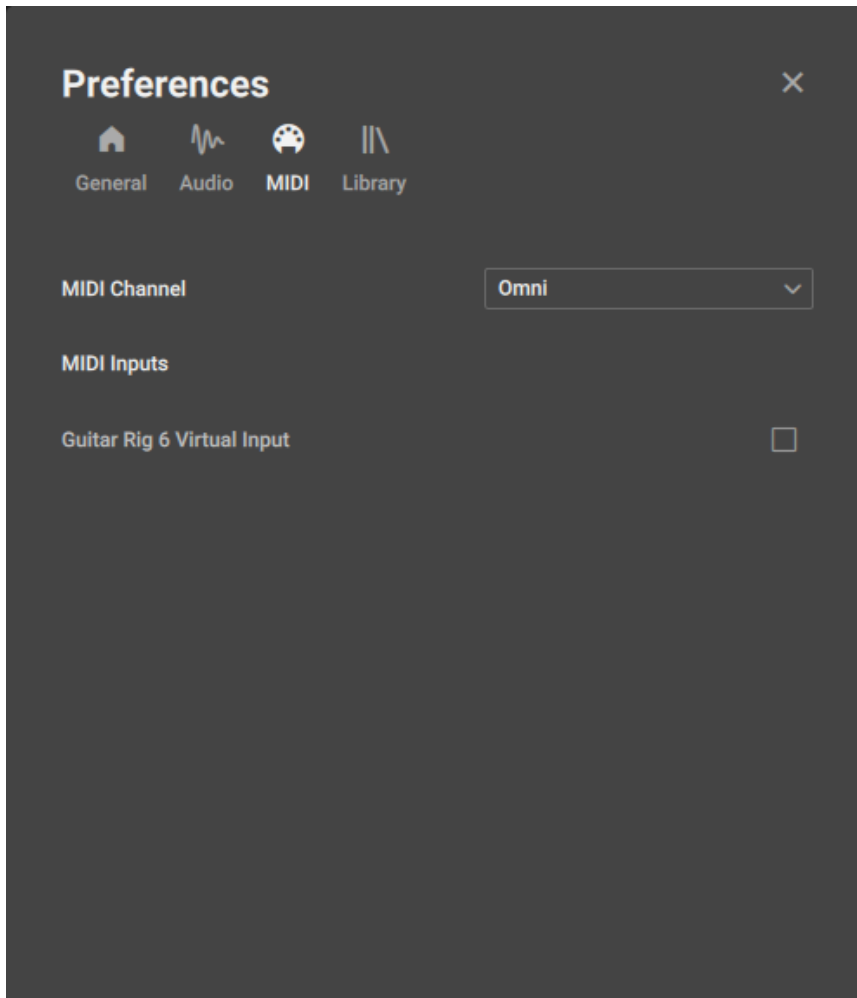 Preferences
General Audio MIDI Library
MIDI Channel Omni
MIDI Inputs
Guitar Rig 6 Virtual Input